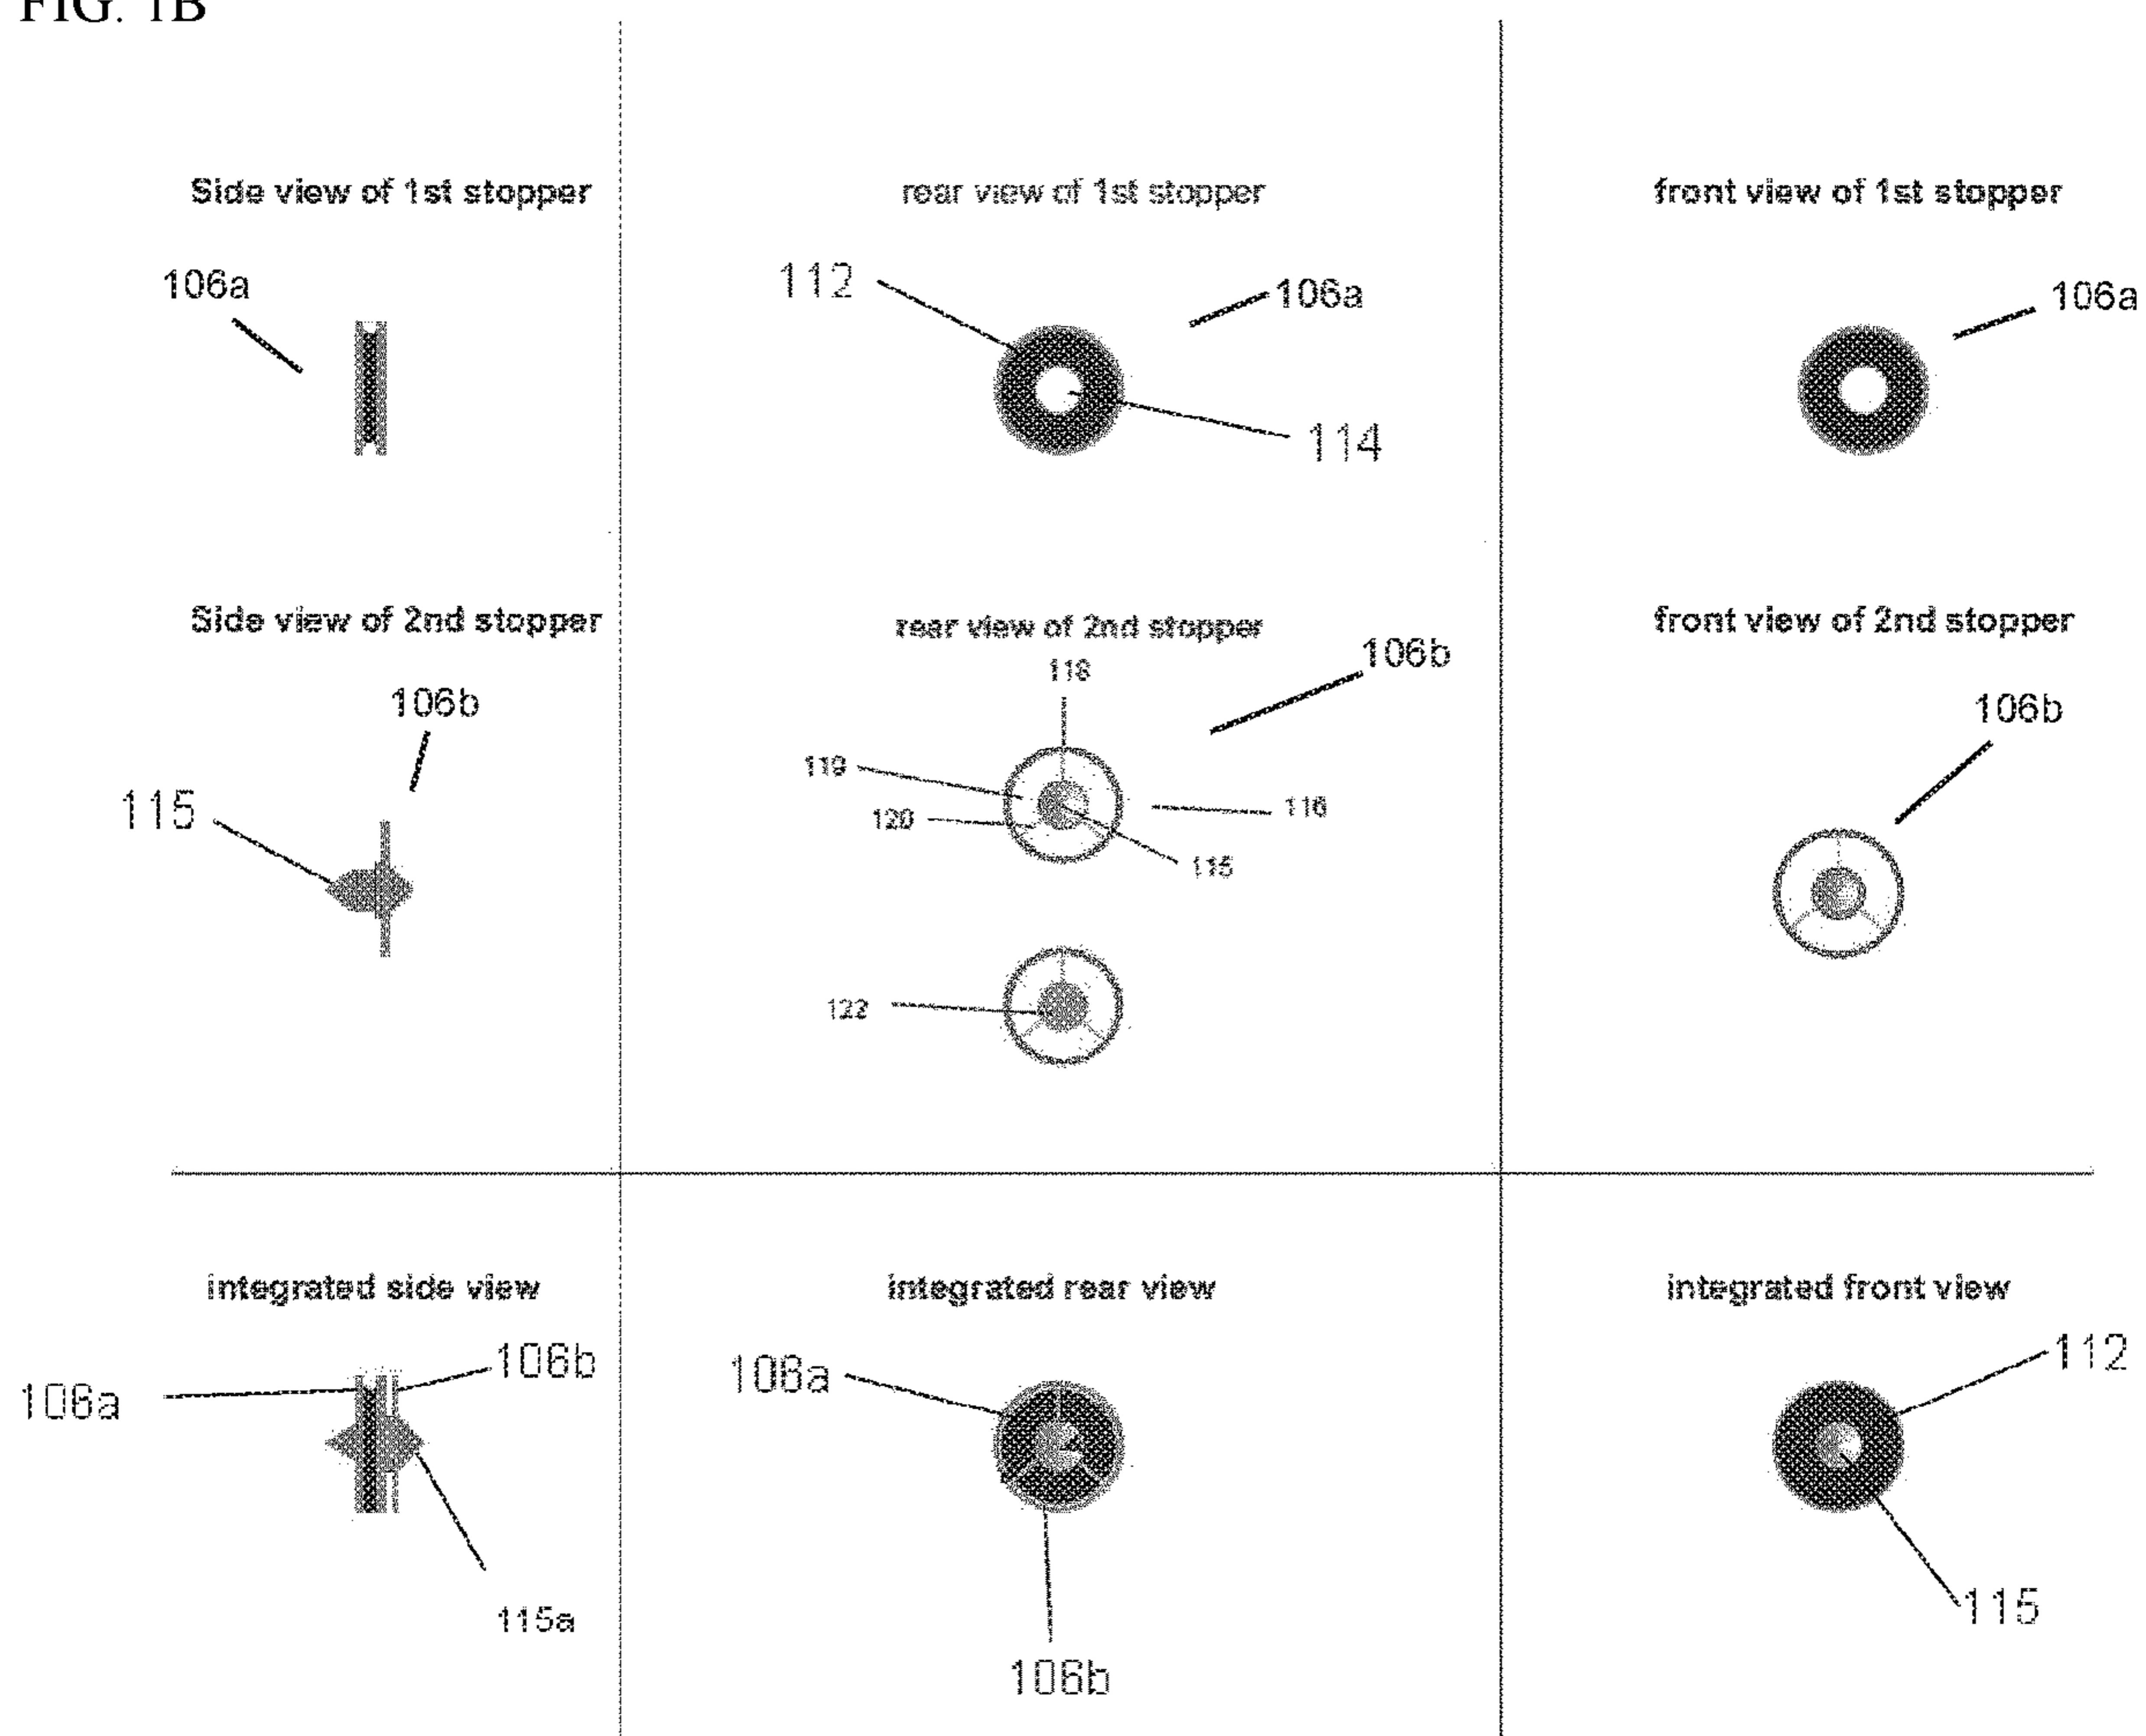 FIG. 1B
Side view of 1st stopper
rear view of 1st stopper
front view of 1st stopper
106a
112
106a
114
106a
Side view of 2nd stopper
rear view of 2nd stopper
front view of 2nd stopper
106b
115
118
106b
119
120
116
115
122
106b
integrated side view
integrated rear view
integrated front view
106a
106b
115a
106a
106b
112
115